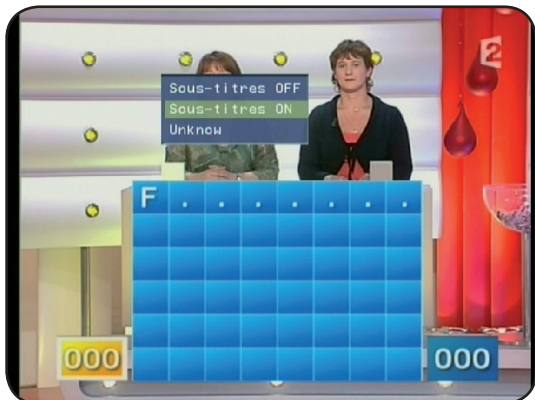 2
Sous-titres OFF
Sous-titres ON
Unknow
F . . . . . . .
000
000